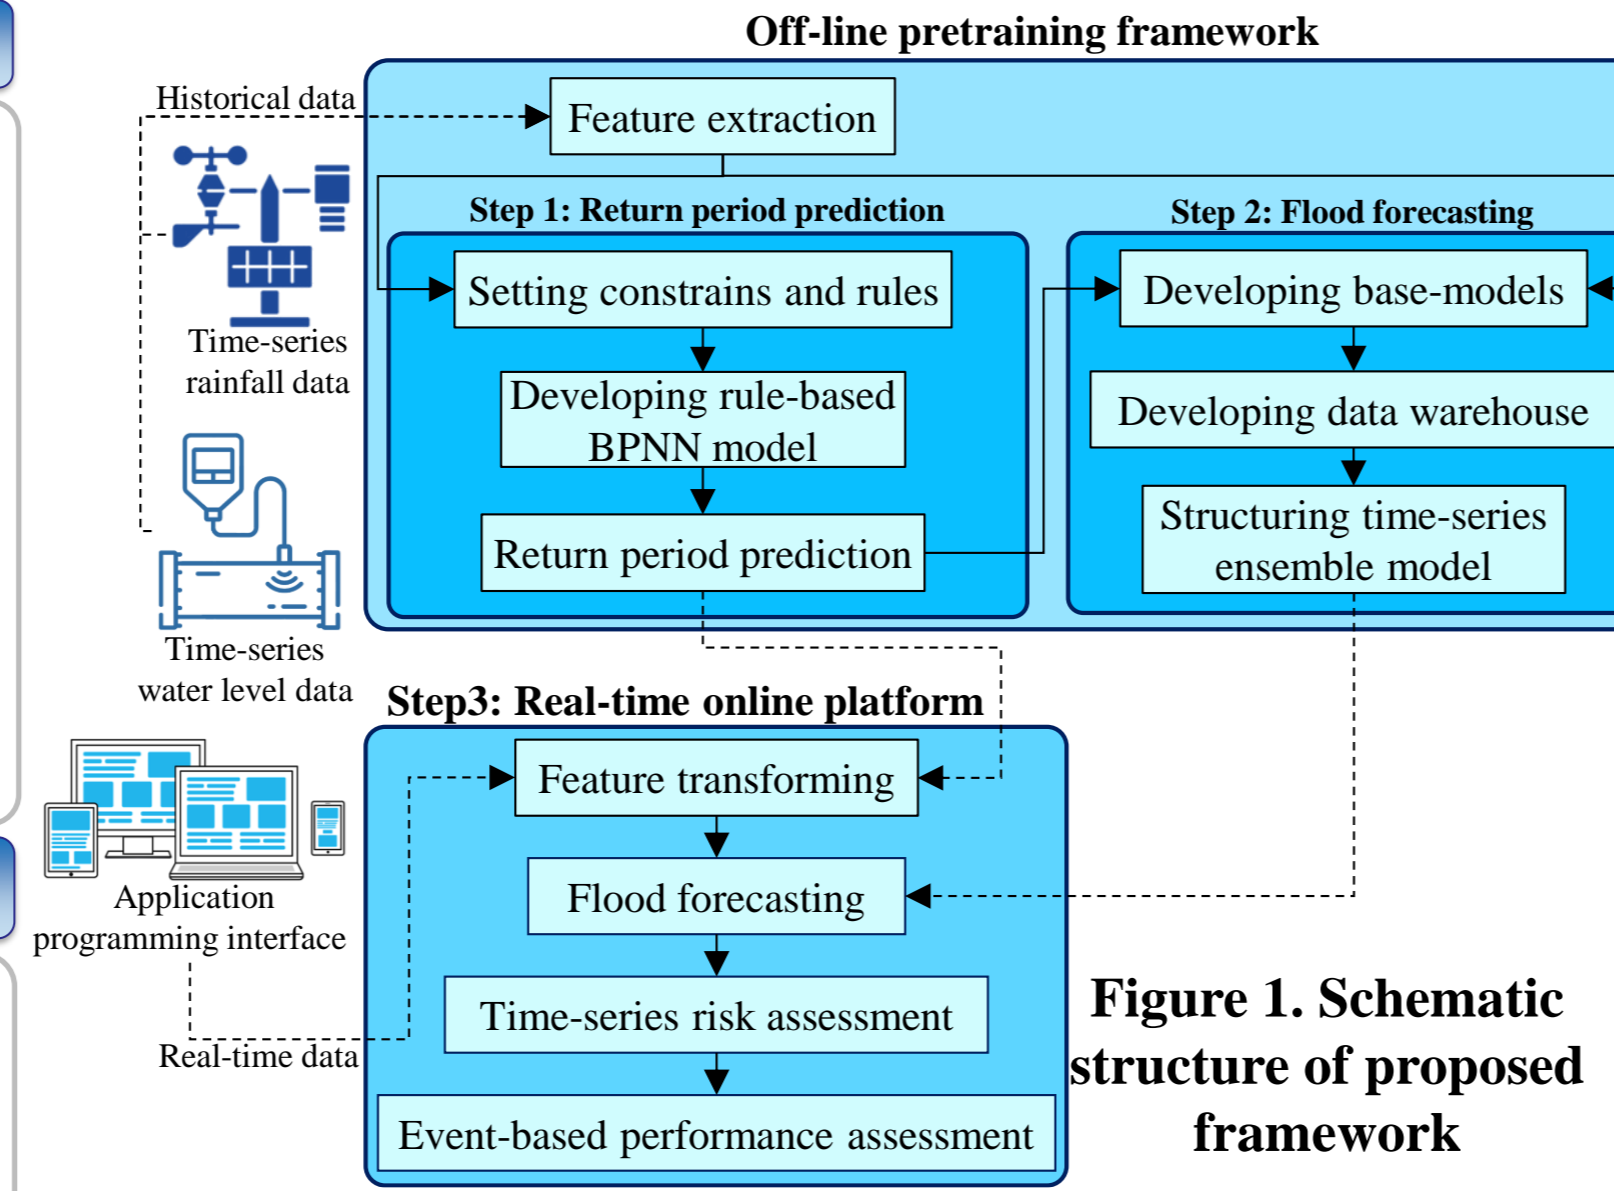 Off-line pretraining framework
Historical data
Feature extraction
Step 1: Return period prediction
Step 2: Flood forecasting
Setting constrains and rules
Developing base-models
Time-series
rainfall data
Developing rule-based
BPNN model
Developing data warehouse
Return period prediction
Structuring time-series
ensemble model
Time-series
water level data
Step3: Real-time online platform
Feature transforming
Application
programming interface
Flood forecasting
Real-time data
Time-series risk assessment
Event-based performance assessment
Figure 1. Schematic
structure of proposed
framework